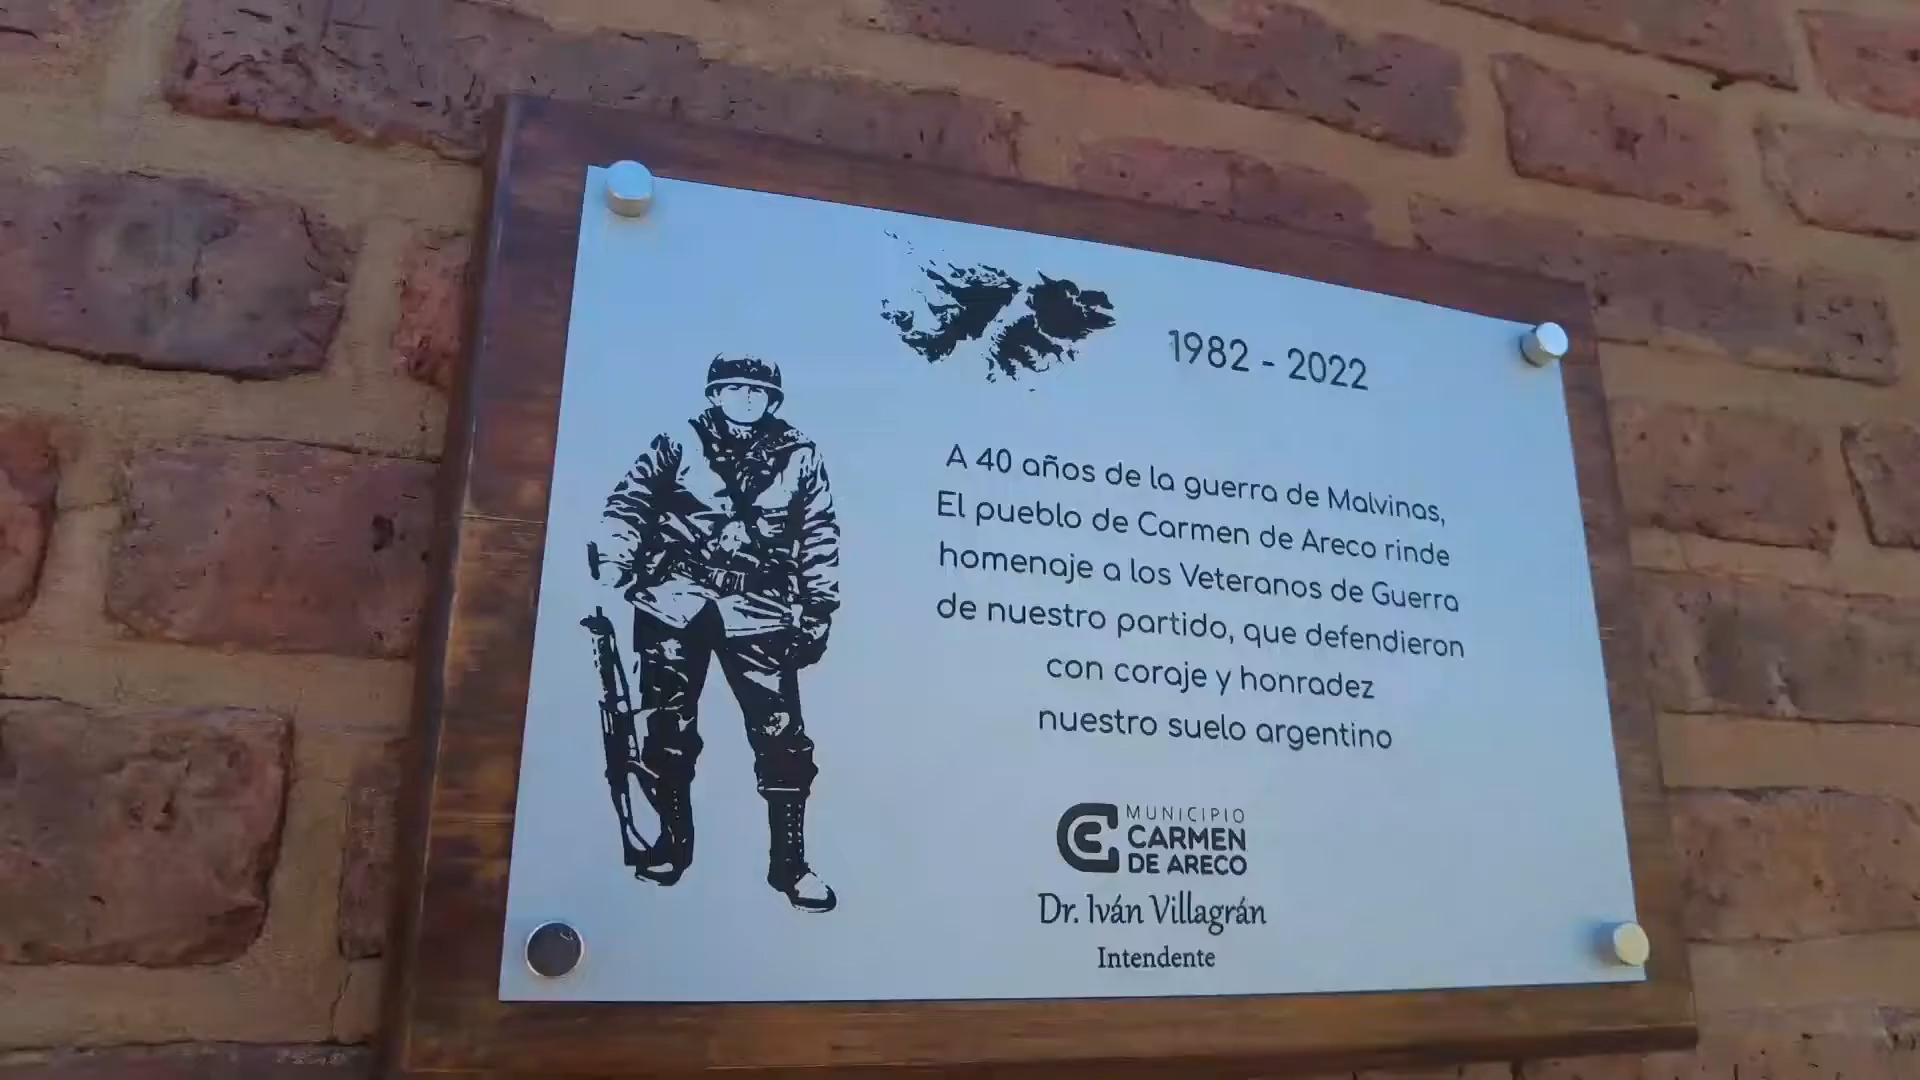 1982 - 2022
A 40 años de la guerra de Malvinas,
El pueblo de Carmen de Areco rinde
homenaje a los Veteranos de Guerra
de nuestro partido, que defendieron
con coraje y honradez
nuestro suelo argentino
MUNICIPIO
CARMEN
DE ARECO
Dr. Iván Villagrán
Intendente